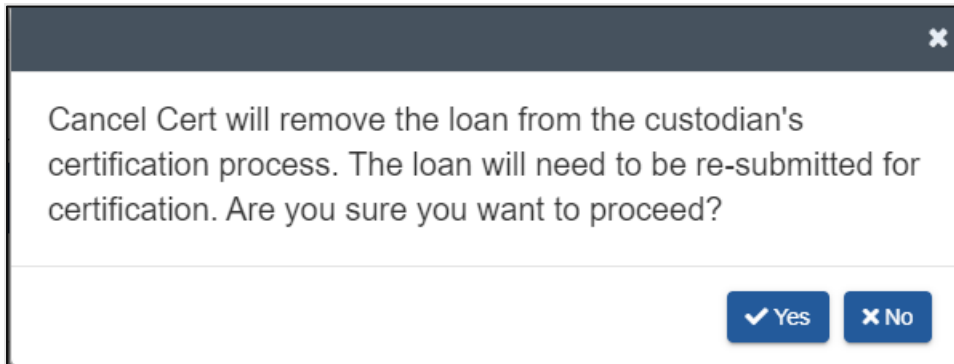 Cancel Cert will remove the loan from the custodian's
certification process. The loan will need to be re-submitted for
certification. Are you sure you want to proceed?
Yes No